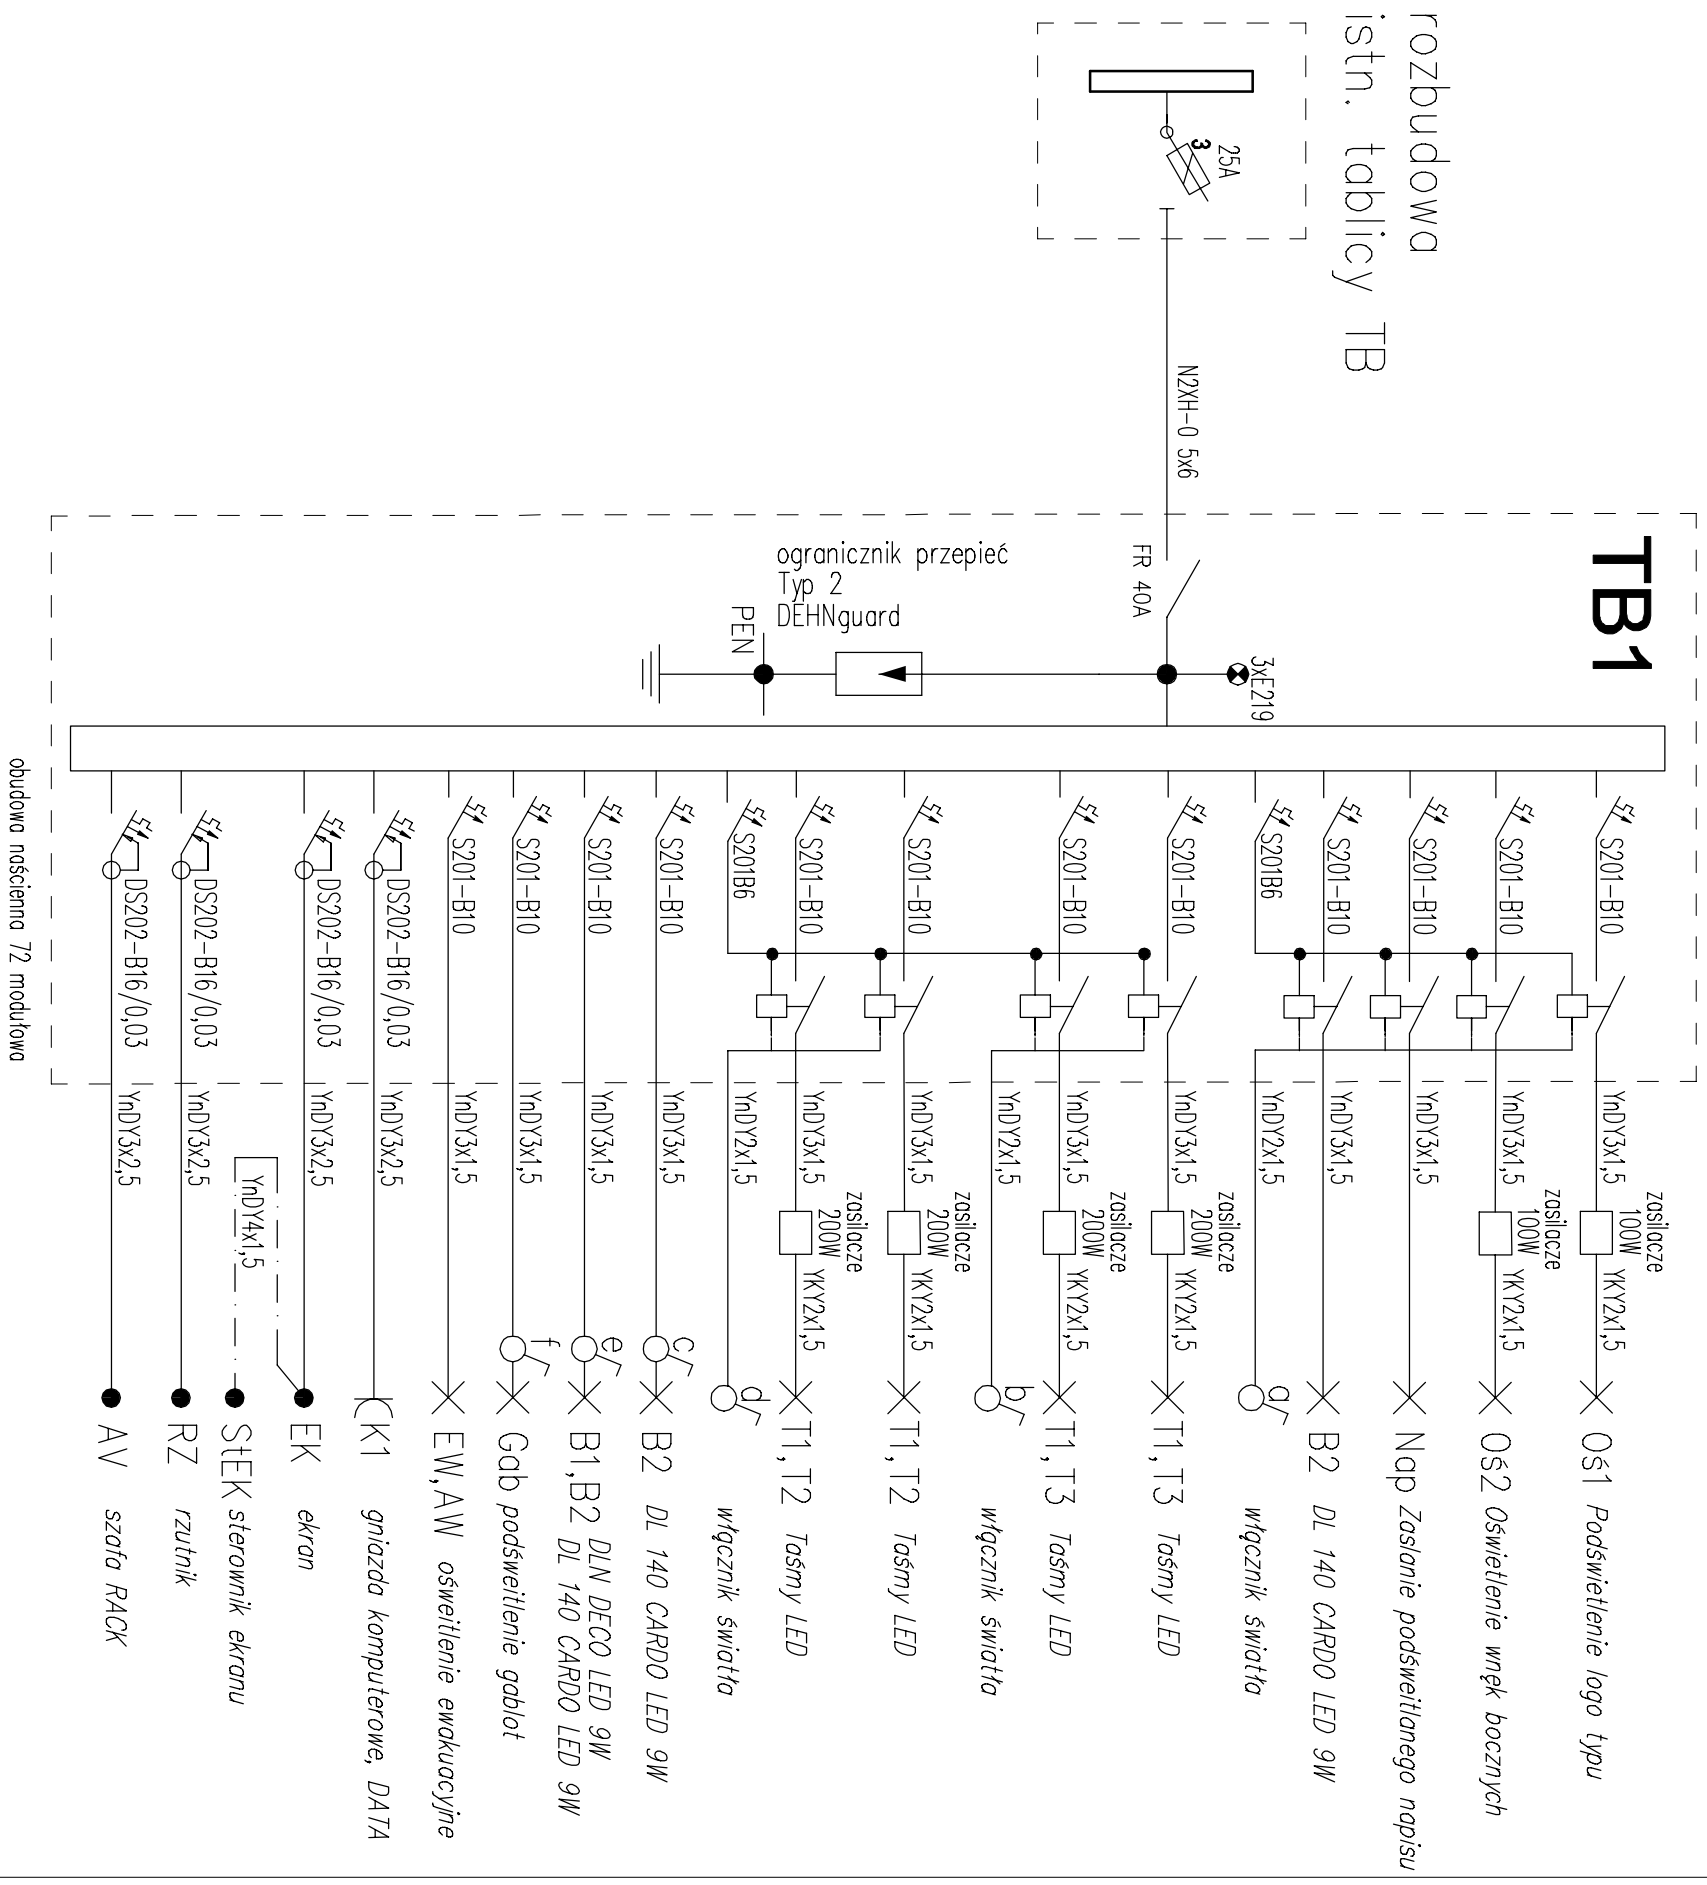 rozbudowa
istn. tablicy TB
25A
3
N2XH-0 5x6
TB1
FR 40A
3xE219
ogranicznik przepieć
Typ 2
DEHNguard
PEN
S201-B10
YnDY3x1,5
zasilacze
100W
YKY2x1,5
Oś1 Podświetlenie logo typu
S201-B10
YnDY3x1,5
zasilacze
100W
YKY2x1,5
Oś2 Oświetlenie wnęk bocznych
S201-B10
YnDY3x1,5
Nap Zaslanie podśweitlanego napisu
S201-B10
YnDY3x1,5
B2 DL 140 CARDO LED 9W
S201B6
YnDY2x1,5
a
włącznik światła
S201-B10
YnDY3x1,5
zasilacze
200W
YKY2x1,5
T1,T3 Taśmy LED
S201-B10
YnDY3x1,5
zasilacze
200W
YKY2x1,5
T1,T3 Taśmy LED
YnDY2x1,5
b
włącznik światła
S201-B10
YnDY3x1,5
zasilacze
200W
YKY2x1,5
T1,T2 Taśmy LED
S201-B10
YnDY3x1,5
zasilacze
200W
YKY2x1,5
T1,T2 Taśmy LED
S201B6
YnDY2x1,5
d
włącznik światła
S201-B10
YnDY3x1,5
c
B2 DL 140 CARDO LED 9W
S201-B10
YnDY3x1,5
e
B1,B2 DLN DECO LED 9W
DL 140 CARDO LED 9W
S201-B10
YnDY3x1,5
f
Gab podśweitlenie gablot
S201-B10
YnDY3x1,5
EW,AW ośweitlenie ewakuacyjne
DS202-B16/0,03
YnDY3x2,5
K1 gniazda komputerowe, DATA
DS202-B16/0,03
YnDY3x2,5
EK ekran
YnDY4x1,5
StEK sterownik ekranu
DS202-B16/0,03
YnDY3x2,5
RZ rzutnik
DS202-B16/0,03
YnDY3x2,5
AV szafa RACK
obudowa naścienna 72 modułowa